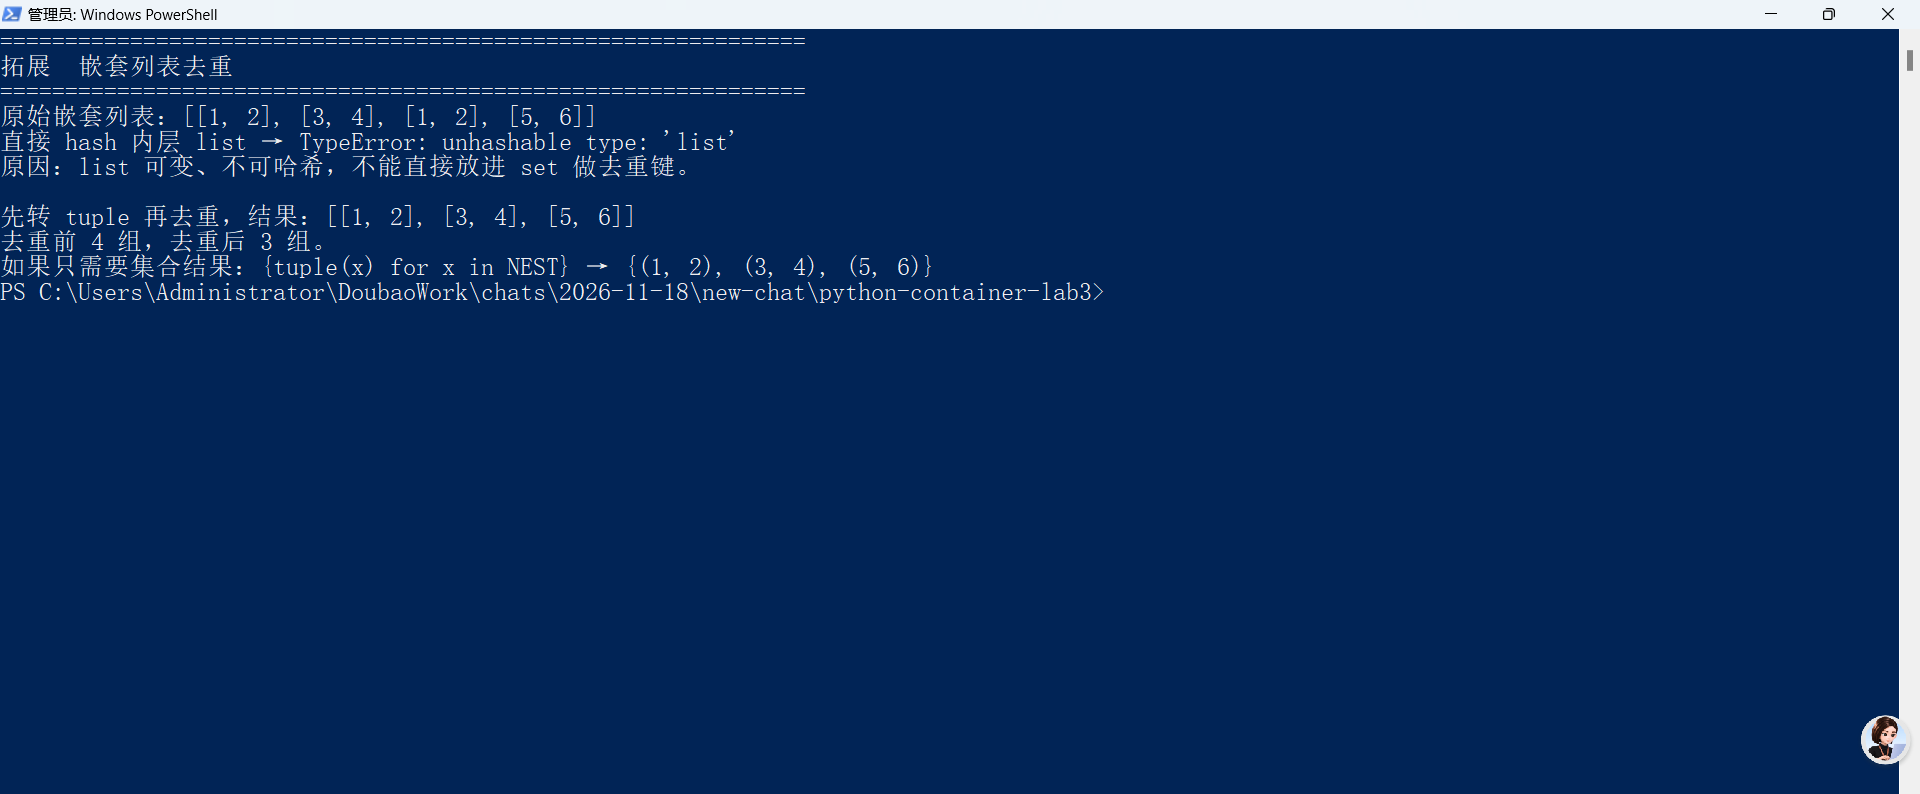 管理员: Windows PowerShell
==============================================================
拓展  嵌套列表去重
==============================================================
原始嵌套列表：[[1, 2], [3, 4], [1, 2], [5, 6]]
直接 hash 内层 list → TypeError: unhashable type: 'list'
原因：list 可变、不可哈希，不能直接放进 set 做去重键。
先转 tuple 再去重，结果：[[1, 2], [3, 4], [5, 6]]
去重前 4 组，去重后 3 组。
如果只需要集合结果：{tuple(x) for x in NEST} → {(1, 2), (3, 4), (5, 6)}
PS C:\Users\Administrator\DoubaoWork\chats\2026-11-18\new-chat\python-container-lab3>